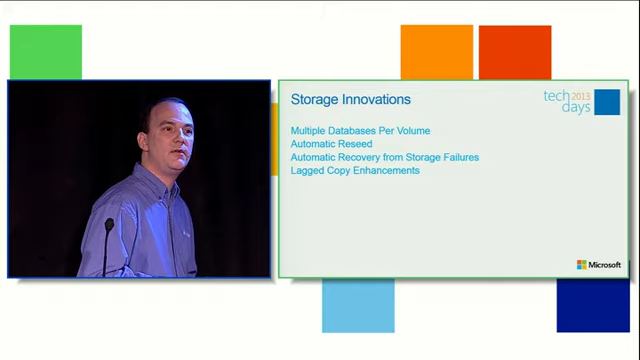 Storage Innovations
tech 2013
days
Multiple Databases Per Volume
Automatic Reseed
Automatic Recovery from Storage Failures
Lagged Copy Enhancements
Microsoft